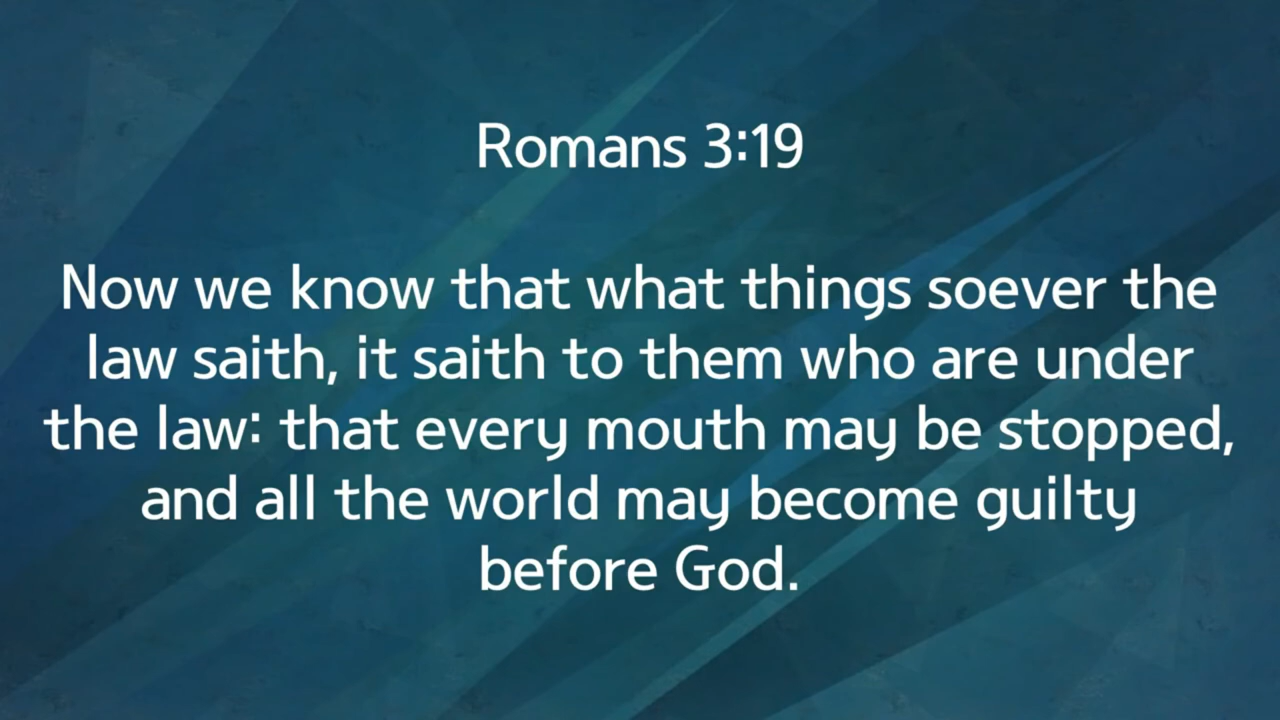 Romans 3:19
Now we know that what things soever the
law saith, it saith to them who are under
the law: that every mouth may be stopped,
and all the world may become guilty
before God.